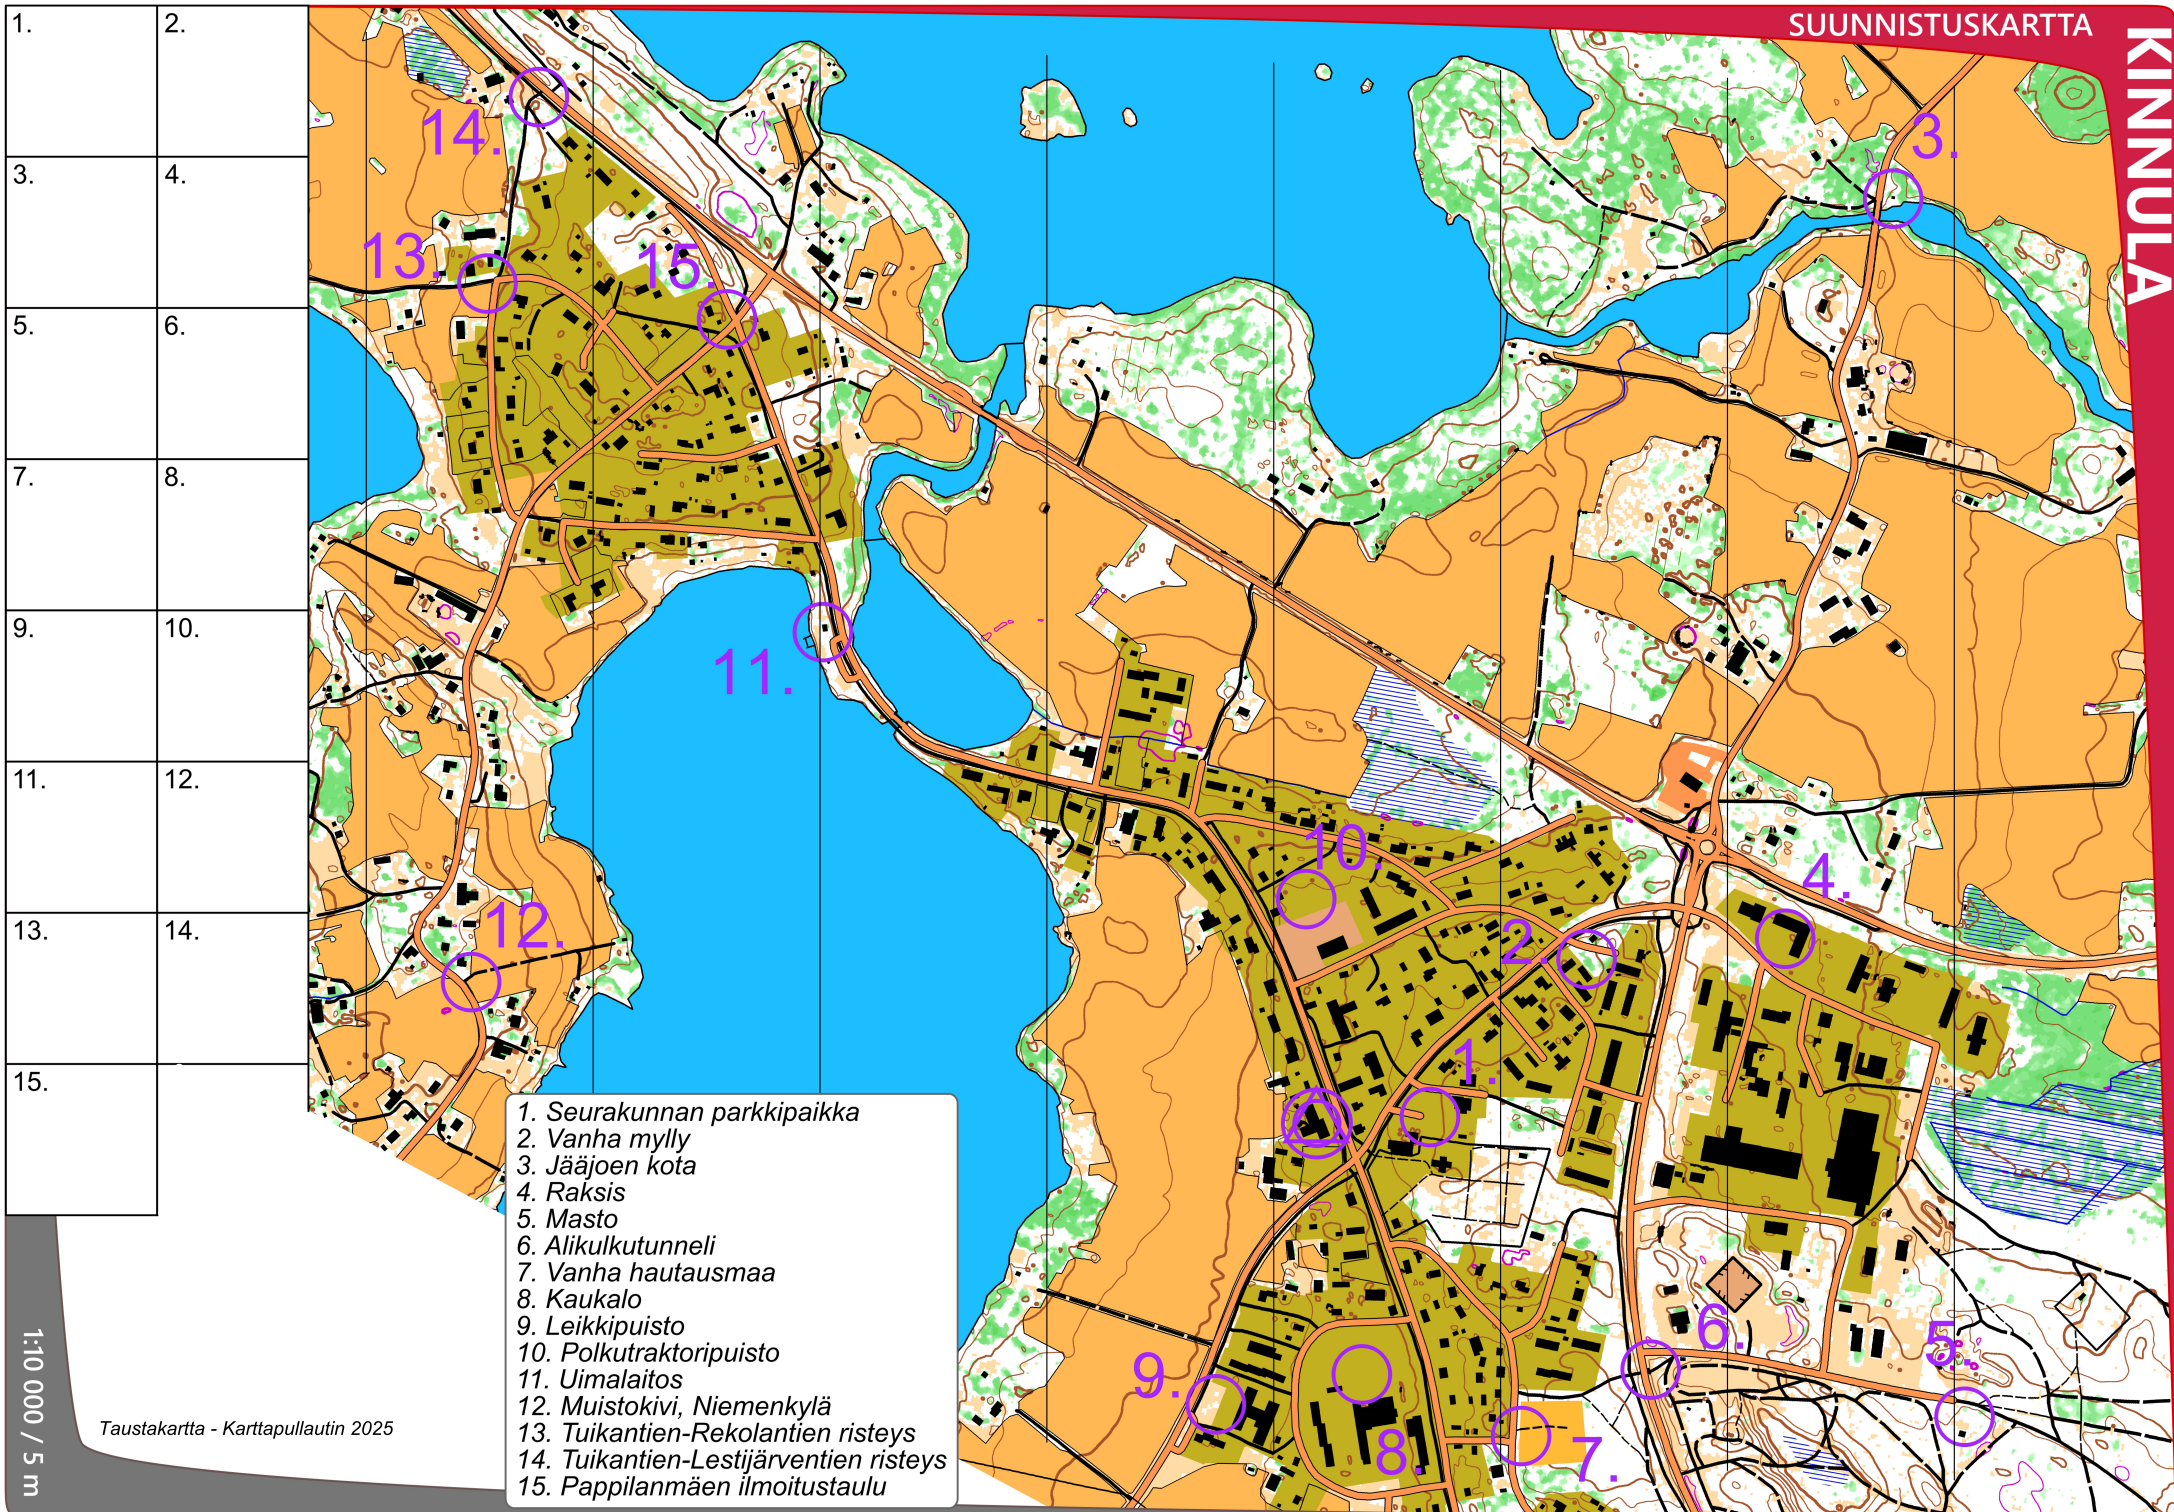 SUUNNISTUSKARTTA
KINNULA
1.
2.
3.
4.
5.
6.
7.
8.
9.
10.
11.
12.
13.
14.
15.
14.
3.
13.
15.
11.
10.
4.
12.
2.
1.
6.
5.
9.
8.
7.
1. Seurakunnan parkkipaikka
2. Vanha mylly
3. Jääjoen kota
4. Raksis
5. Masto
6. Alikulkutunneli
7. Vanha hautausmaa
8. Kaukalo
9. Leikkipuisto
10. Polkutraktoripuisto
11. Uimalaitos
12. Muistokivi, Niemenkylä
13. Tuikantien-Rekolantien risteys
14. Tuikantien-Lestijärventien risteys
15. Pappilanmäen ilmoitustaulu
Taustakartta - Karttapullautin 2025
1:10 000 / 5 m